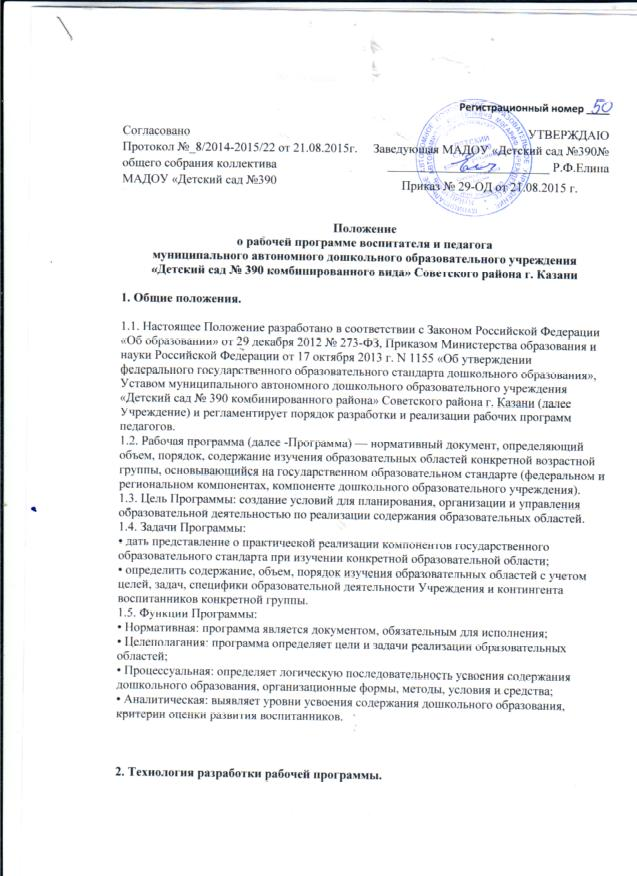 Регистрационный номер 50
Согласовано
УТВЕРЖДАЮ
Протокол №_8/2014-2015/22 от 21.08.2015г. Заведующая МАДОУ «Детский сад №390№
общего собрания коллектива Р.Ф.Елина
МАДОУ «Детский сад №390
Приказ № 29-ОД от 21.08.2015 г.
Положение
о рабочей программе воспитателя и педагога
муниципального автономного дошкольного образовательного учреждения
«Детский сад № 390 комбинированного вида» Советского района г. Казани
1. Общие положения.
1.1. Настоящее Положение разработано в соответствии с Законом Российской Федерации
«Об образовании» от 29 декабря 2012 № 273-ФЗ, Приказом Министерства образования и
науки Российской Федерации от 17 октября 2013 г. N 1155 «Об утверждении
федерального государственного образовательного стандарта дошкольного образования»,
Уставом муниципального автономного дошкольного образовательного учреждения
«Детский сад № 390 комбинированного района» Советского района г. Казани (далее
Учреждение) и регламентирует порядок разработки и реализации рабочих программ
педагогов.
1.2. Рабочая программа (далее -Программа) — нормативный документ, определяющий
объем, порядок, содержание изучения образовательных областей конкретной возрастной
группы, основывающийся на государственном образовательном стандарте (федеральном и
региональном компонентах, компоненте дошкольного образовательного учреждения).
1.3. Цель Программы: создание условий для планирования, организации и управления
образовательной деятельностью по реализации содержания образовательных областей.
1.4. Задачи Программы:
• дать представление о практической реализации компонентов государственного
образовательного стандарта при изучении конкретной образовательной области;
• определить содержание, объем, порядок изучения образовательных областей с учетом
целей, задач, специфики образовательной деятельности Учреждения и контингента
воспитанников конкретной группы.
1.5. Функции Программы:
• Нормативная: программа является документом, обязательным для исполнения;
• Целеполагания: программа определяет цели и задачи реализации образовательных
областей;
• Процессуальная: определяет логическую последовательность усвоения содержания
дошкольного образования, организационные формы, методы, условия и средства;
• Аналитическая: выявляет уровни усвоения содержания дошкольного образования,
критерии оценки развития воспитанников.
2. Технология разработки рабочей программы.